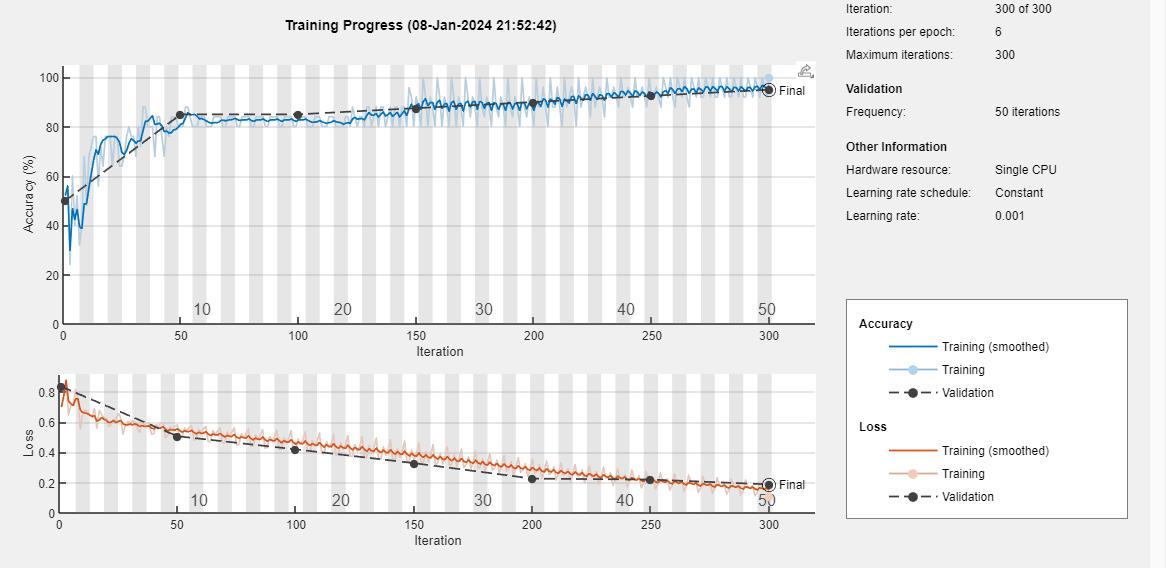 Training Progress (08-Jan-2024 21:52:42)
Accuracy (%)
100
80
60
40
20
0
Final
10 20 30 40 50
0 50 100 150 200 250 300
Iteration
Loss
0.8
0.6
0.4
0.2
0
Final
10 20 30 40 50
0 50 100 150 200 250 300
Iteration
Iteration: 300 of 300
Iterations per epoch: 6
Maximum iterations: 300
Validation
Frequency: 50 iterations
Other Information
Hardware resource: Single CPU
Learning rate schedule: Constant
Learning rate: 0.001
Accuracy
Training (smoothed)
Training
Validation
Loss
Training (smoothed)
Training
Validation